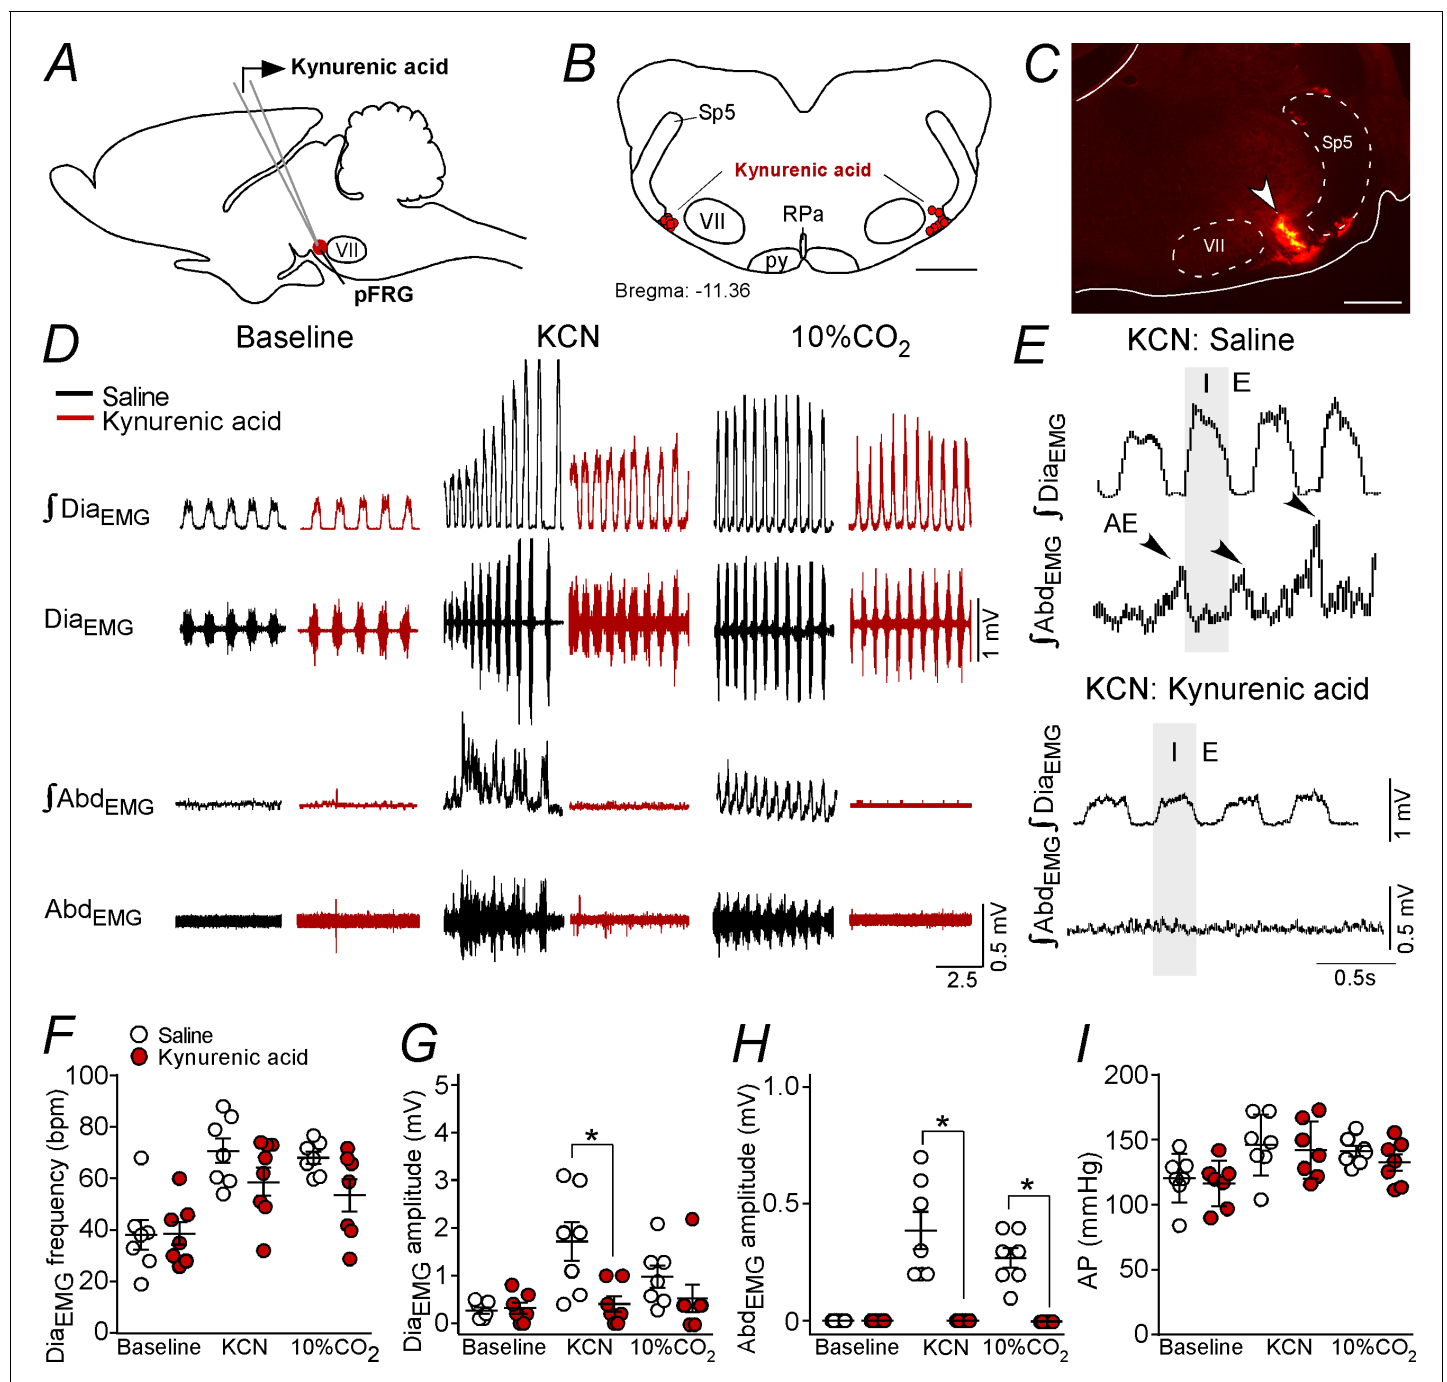 A
Kynurenic acid
VII
pFRG
B
Sp5
Kynurenic acid
VII
RPa
py
Bregma: -11.36
C
Sp5
VII
D
Baseline
KCN
10%CO2
Saline
Kynurenic acid
∫DiaEMG
DiaEMG
1 mV
∫AbdEMG
AbdEMG
0.5 mV
2.5
E
KCN: Saline
I E
∫DiaEMG
AE
∫AbdEMG
KCN: Kynurenic acid
I E
∫DiaEMG
1 mV
∫AbdEMG
0.5 mV
0.5s
F
Saline
Kynurenic acid
DiaEMG frequency (bpm)
100
80
60
40
20
0
Baseline KCN 10%CO2
G
DiaEMG amplitude (mV)
5
4
3
2
1
0
*
Baseline KCN 10%CO2
H
AbdEMG amplitude (mV)
1.0
0.5
0
*
*
Baseline KCN 10%CO2
I
AP (mmHg)
200
150
100
50
0
Baseline KCN 10%CO2